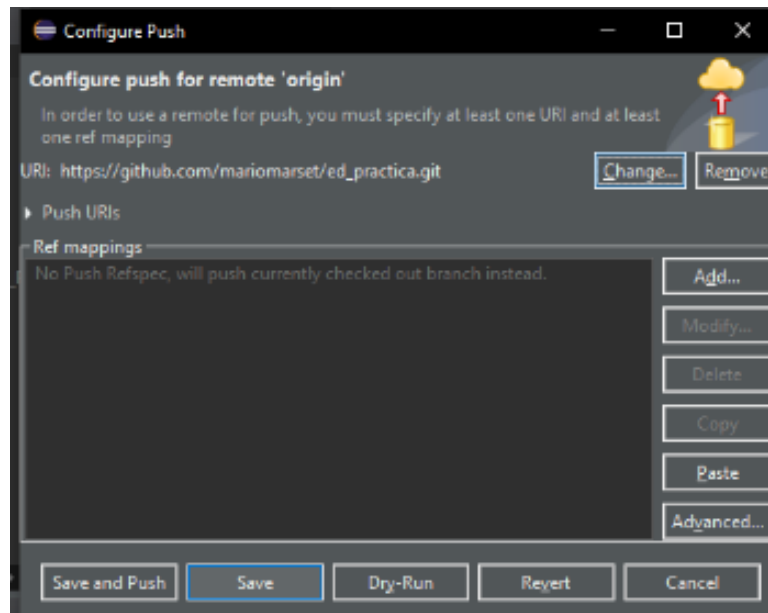 Configure Push
Configure push for remote 'origin'
In order to use a remote for push, you must specify at least one URI and at least
one ref mapping
URI: https://github.com/mariomarset/ed_practica.git Change... Remove
Push URIs
Ref mappings
No Push Refspec, will push currently checked out branch instead.
Add...
Modify...
Delete
Copy
Paste
Advanced...
Save and Push Save Dry-Run Revert Cancel